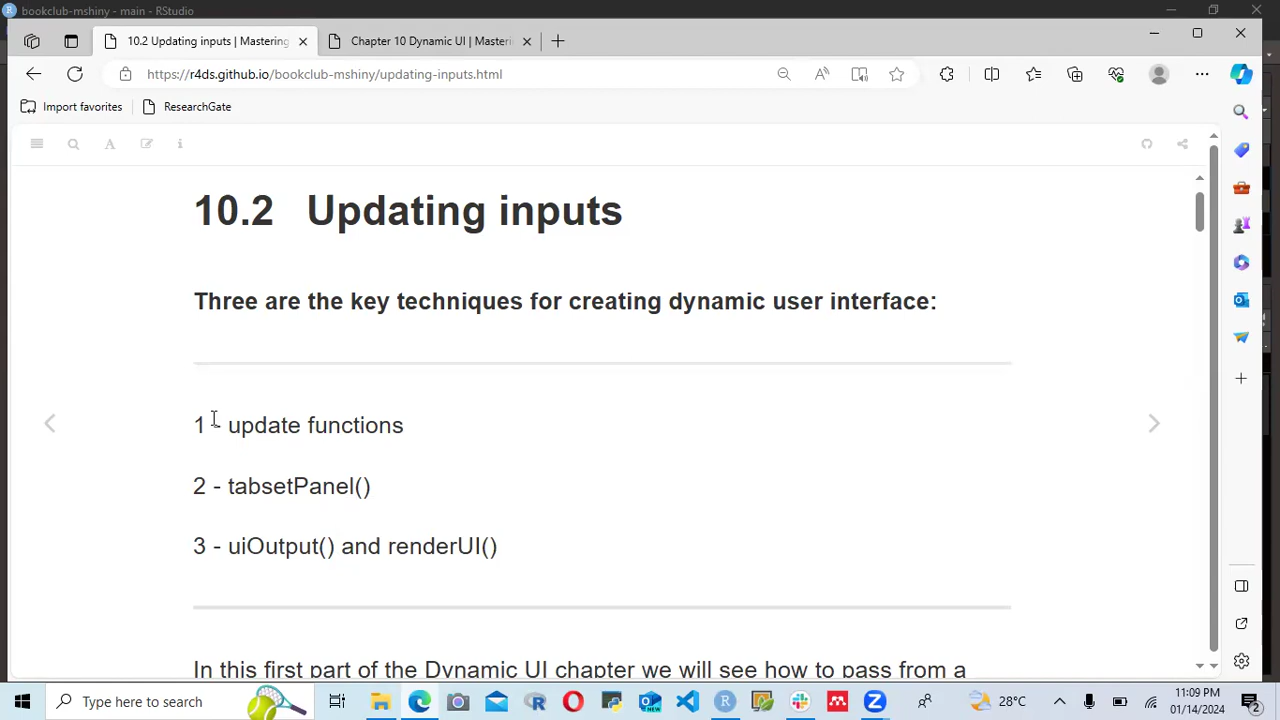 bookclub-mshiny - main - RStudio
10.2 Updating inputs | Mastering
Chapter 10 Dynamic UI | Masteri
https://r4ds.github.io/bookclub-mshiny/updating-inputs.html
Import favorites
ResearchGate
10.2 Updating inputs
Three are the key techniques for creating dynamic user interface:
1 - update functions
2 - tabsetPanel()
3 - uiOutput() and renderUI()
In this first part of the Dynamic UI chapter we will see how to pass from a
Type here to search
28°C
11:09 PM
01/14/2024